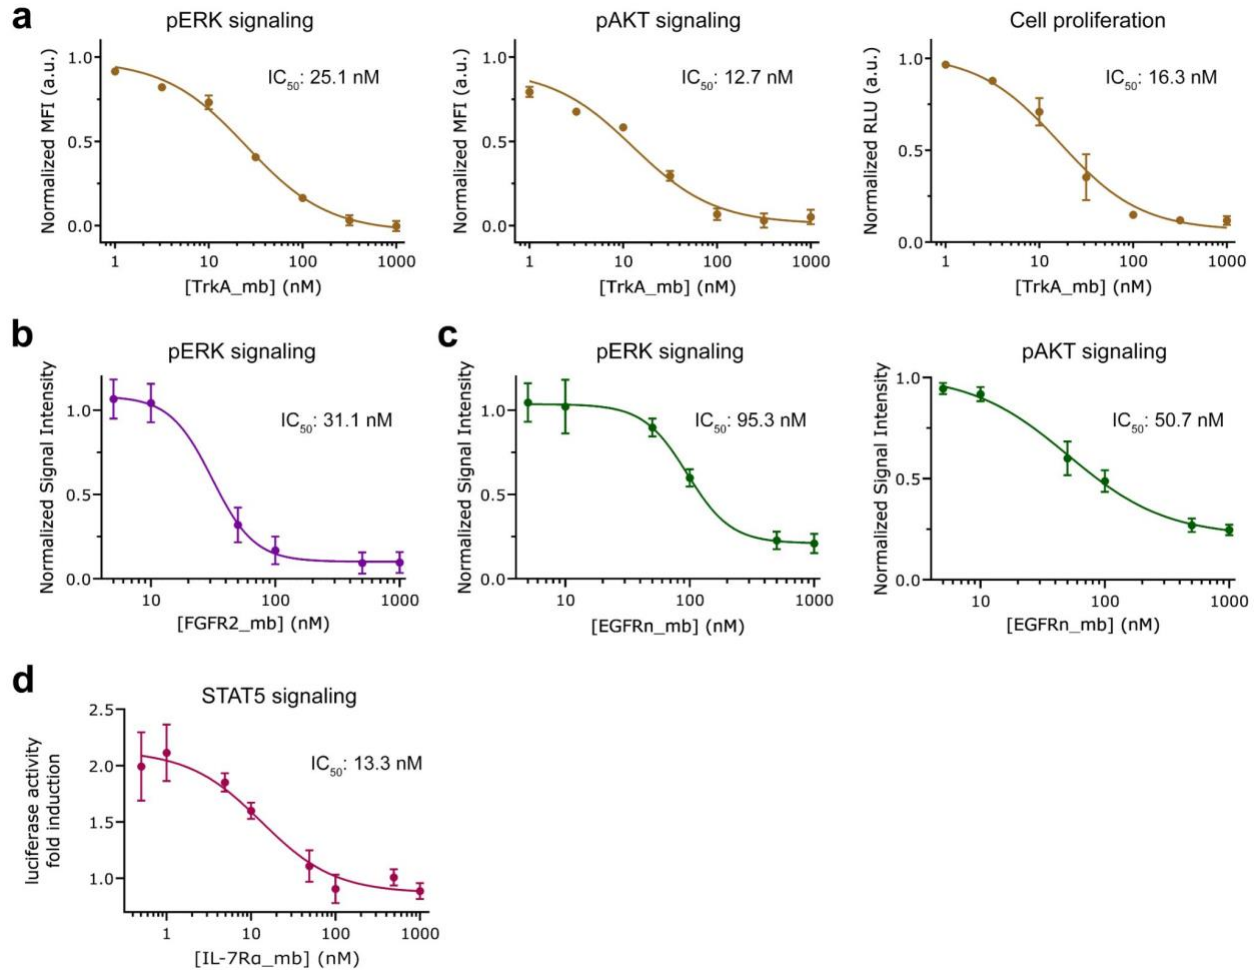 a
pERK signaling
Normalized MFI (a.u.)
1.0
0.5
0.0
IC50: 25.1 nM
1 10 100 1000
[TrkA_mb] (nM)
pAKT signaling
Normalized MFI (a.u.)
1.0
0.5
0.0
IC50: 12.7 nM
1 10 100 1000
[TrkA_mb] (nM)
Cell proliferation
Normalized RLU (a.u.)
1.0
0.5
0.0
IC50: 16.3 nM
1 10 100 1000
[TrkA_mb] (nM)
b
pERK signaling
Normalized Signal Intensity
1.0
0.5
0.0
IC50: 31.1 nM
10 100 1000
[FGFR2_mb] (nM)
c
pERK signaling
Normalized Signal Intensity
1.0
0.5
0.0
IC50: 95.3 nM
10 100 1000
[EGFRn_mb] (nM)
pAKT signaling
Normalized Signal Intensity
1.0
0.5
0.0
IC50: 50.7 nM
10 100 1000
[EGFRn_mb] (nM)
d
STAT5 signaling
luciferase activity
fold induction
2.5
2.0
1.5
1.0
IC50: 13.3 nM
1 10 100 1000
[IL-7Rα_mb] (nM)